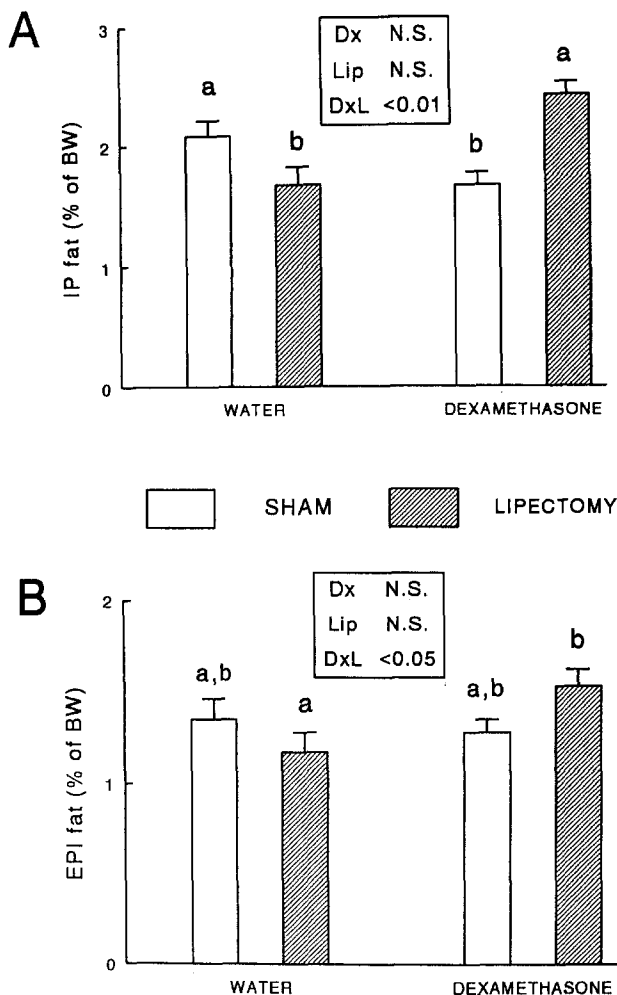 A
3
2
1
0
IP fat (% of BW)
Dx N.S.
Lip N.S.
DxL <0.01
a
b
b
a
WATER
DEXAMETHASONE
SHAM
LIPECTOMY
B
2
1
0
EPI fat (% of BW)
Dx N.S.
Lip N.S.
DxL <0.05
a,b
a
a,b
b
WATER
DEXAMETHASONE